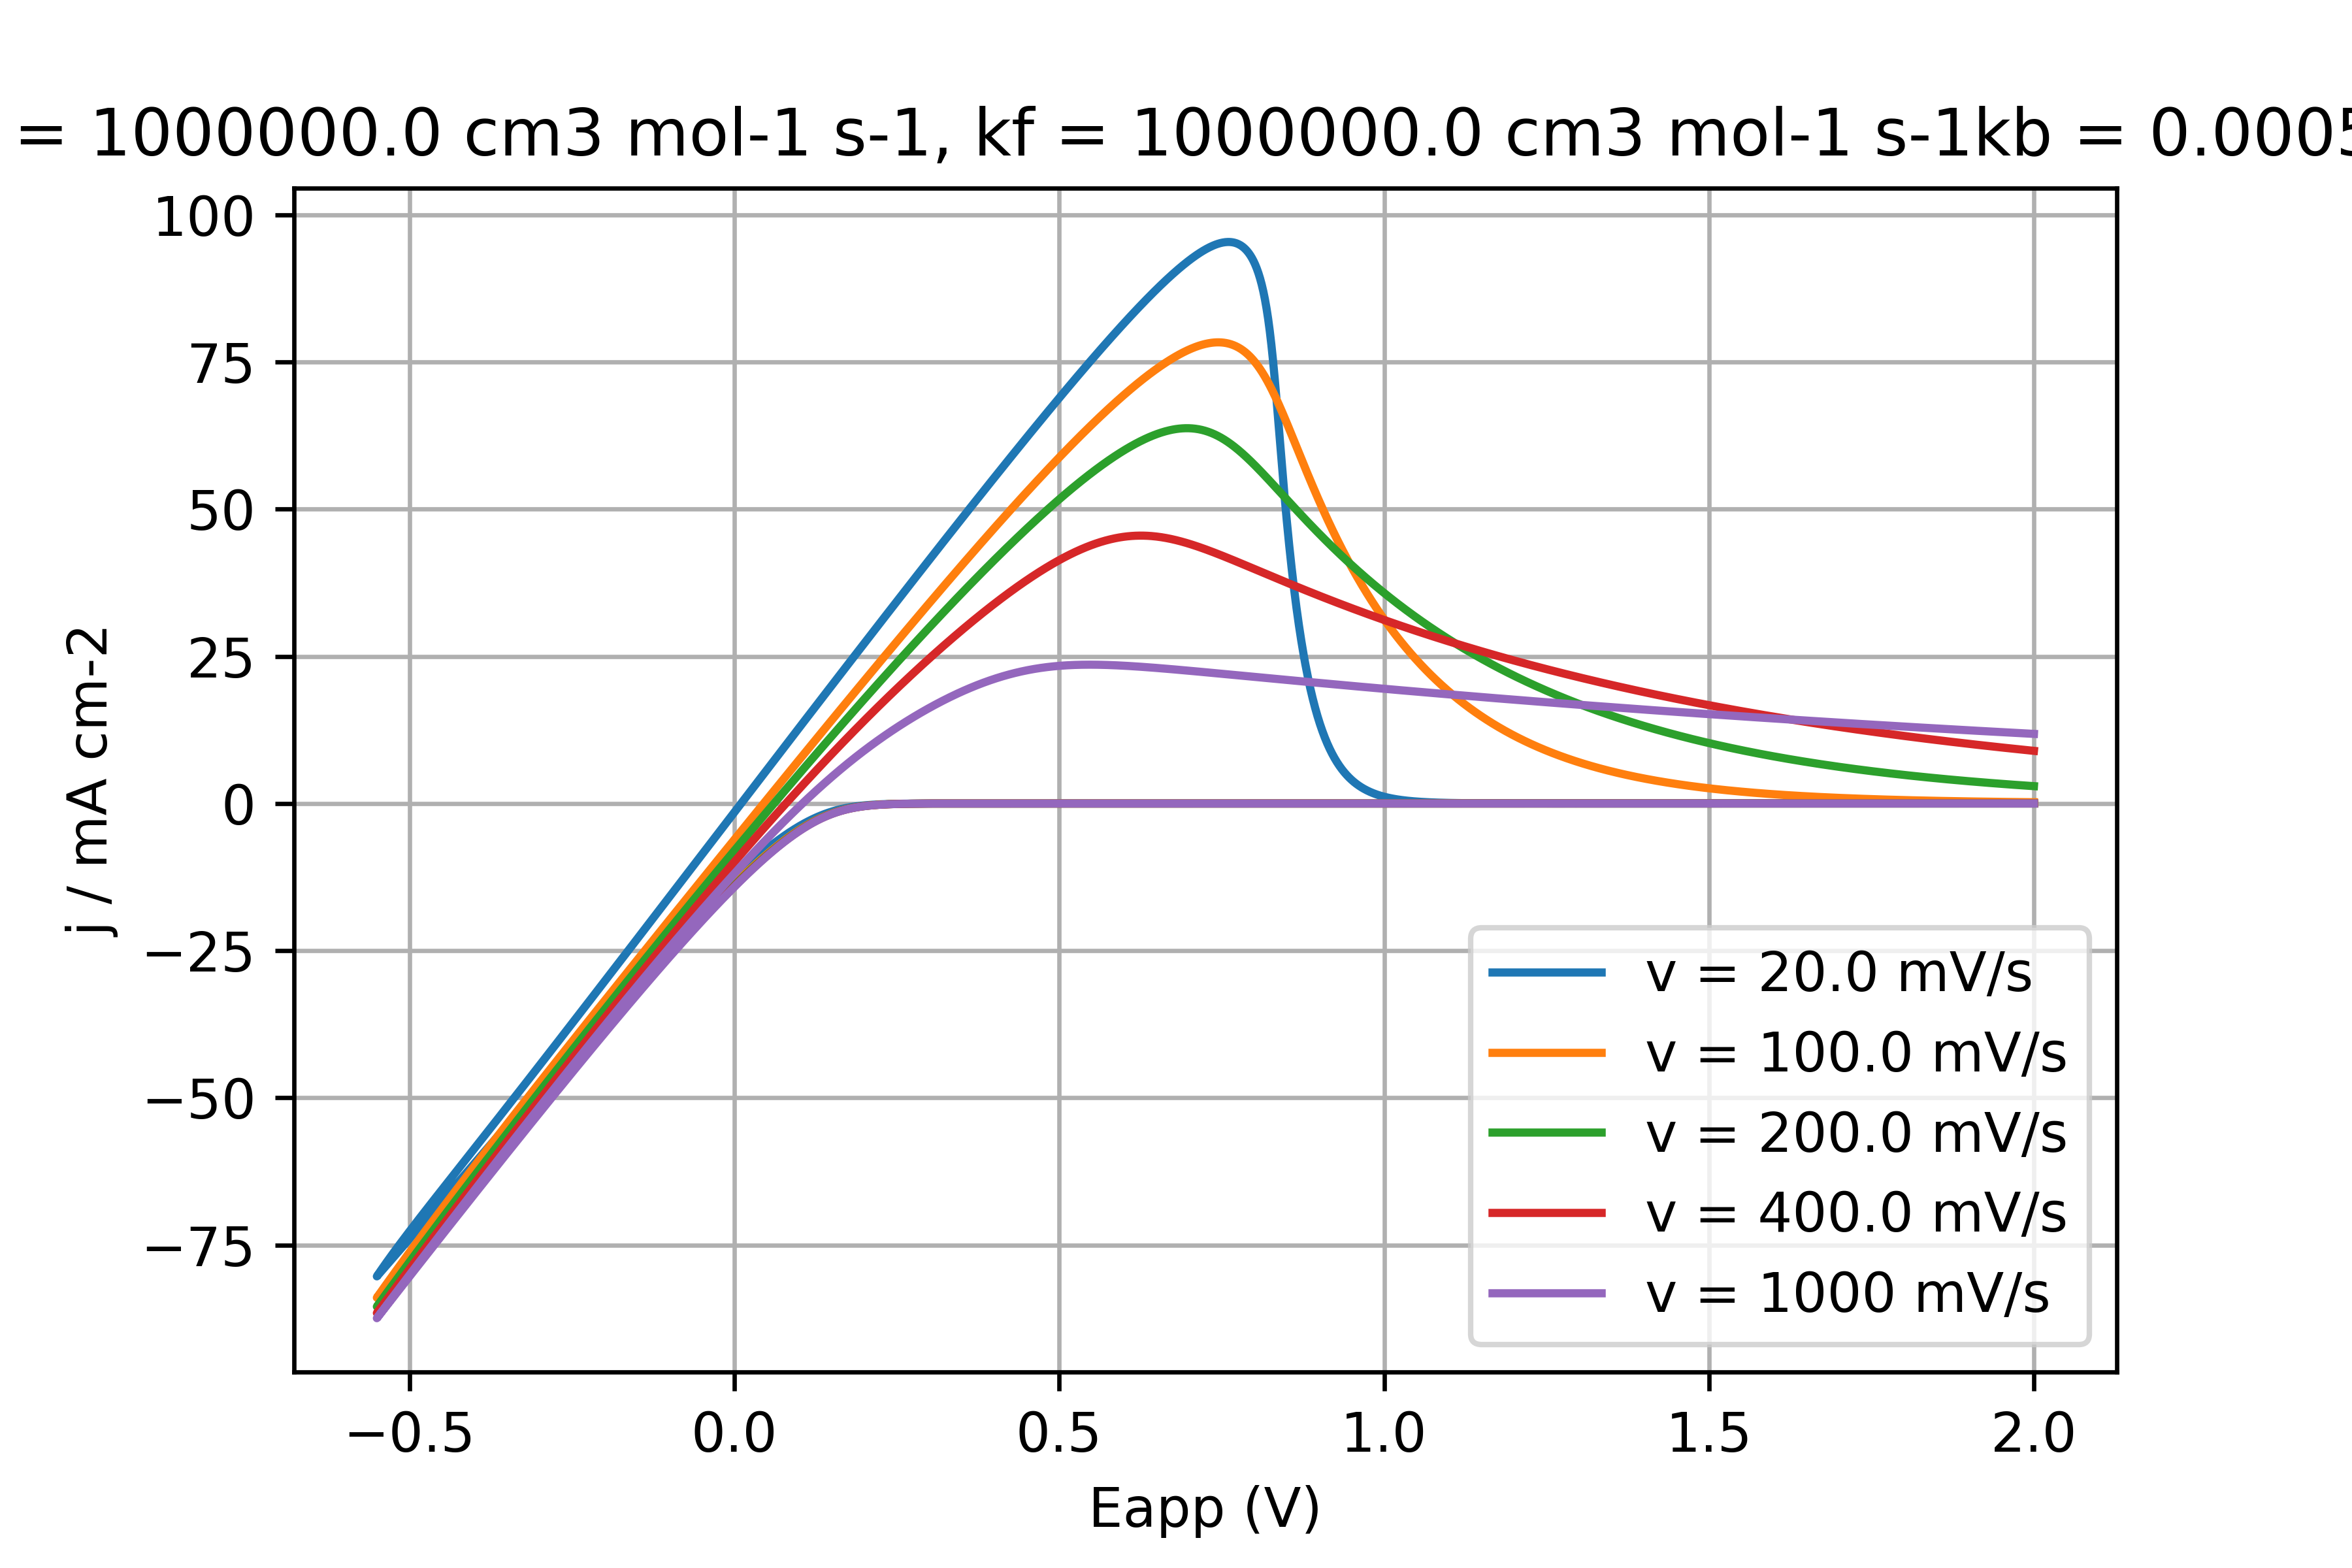 = 1000000.0 cm3 mol-1 s-1, kf = 1000000.0 cm3 mol-1 s-1kb = 0.0005
100
75
50
25
0
−25
−50
−75
j / mA cm-2
v = 20.0 mV/s
v = 100.0 mV/s
v = 200.0 mV/s
v = 400.0 mV/s
v = 1000 mV/s
−0.5 0.0 0.5 1.0 1.5 2.0
Eapp (V)